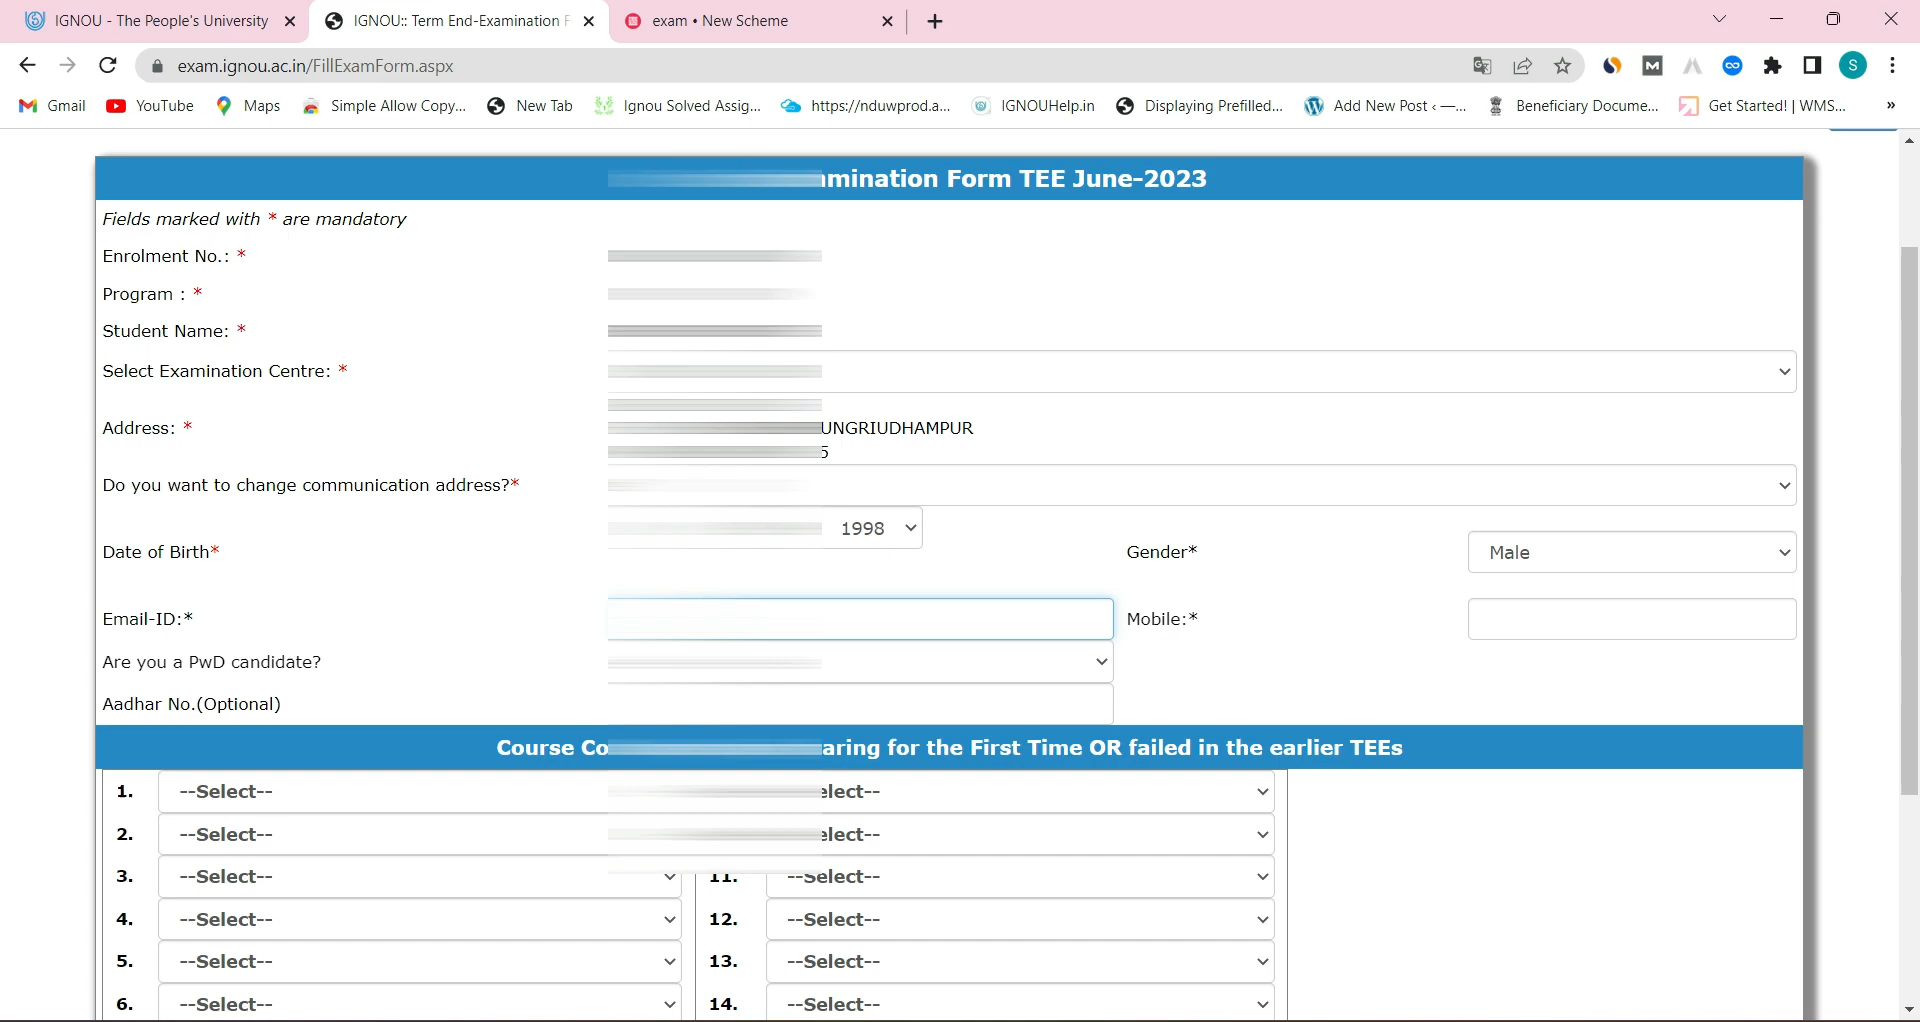 IGNOU - The People's University
IGNOU:: Term End-Examination F
exam • New Scheme
exam.ignou.ac.in/FillExamForm.aspx
S
Gmail YouTube Maps Simple Allow Copy... New Tab Ignou Solved Assig... https://nduwprod.a... IGNOUHelp.in Displaying Prefilled... Add New Post ‹ —... Beneficiary Docume... Get Started! | WMS... »
mination Form TEE June-2023
Fields marked with * are mandatory
Enrolment No.: *
Program : *
Student Name: *
Select Examination Centre: *
Address: * UNGRIUDHAMPUR
5
Do you want to change communication address?*
1998
Date of Birth* Gender* Male
Email-ID:* Mobile:*
Are you a PwD candidate?
Aadhar No.(Optional)
Course Co aring for the First Time OR failed in the earlier TEEs
1. --Select-- elect--
2. --Select-- elect--
3. --Select-- 11. --Select--
4. --Select-- 12. --Select--
5. --Select-- 13. --Select--
6. --Select-- 14. --Select--